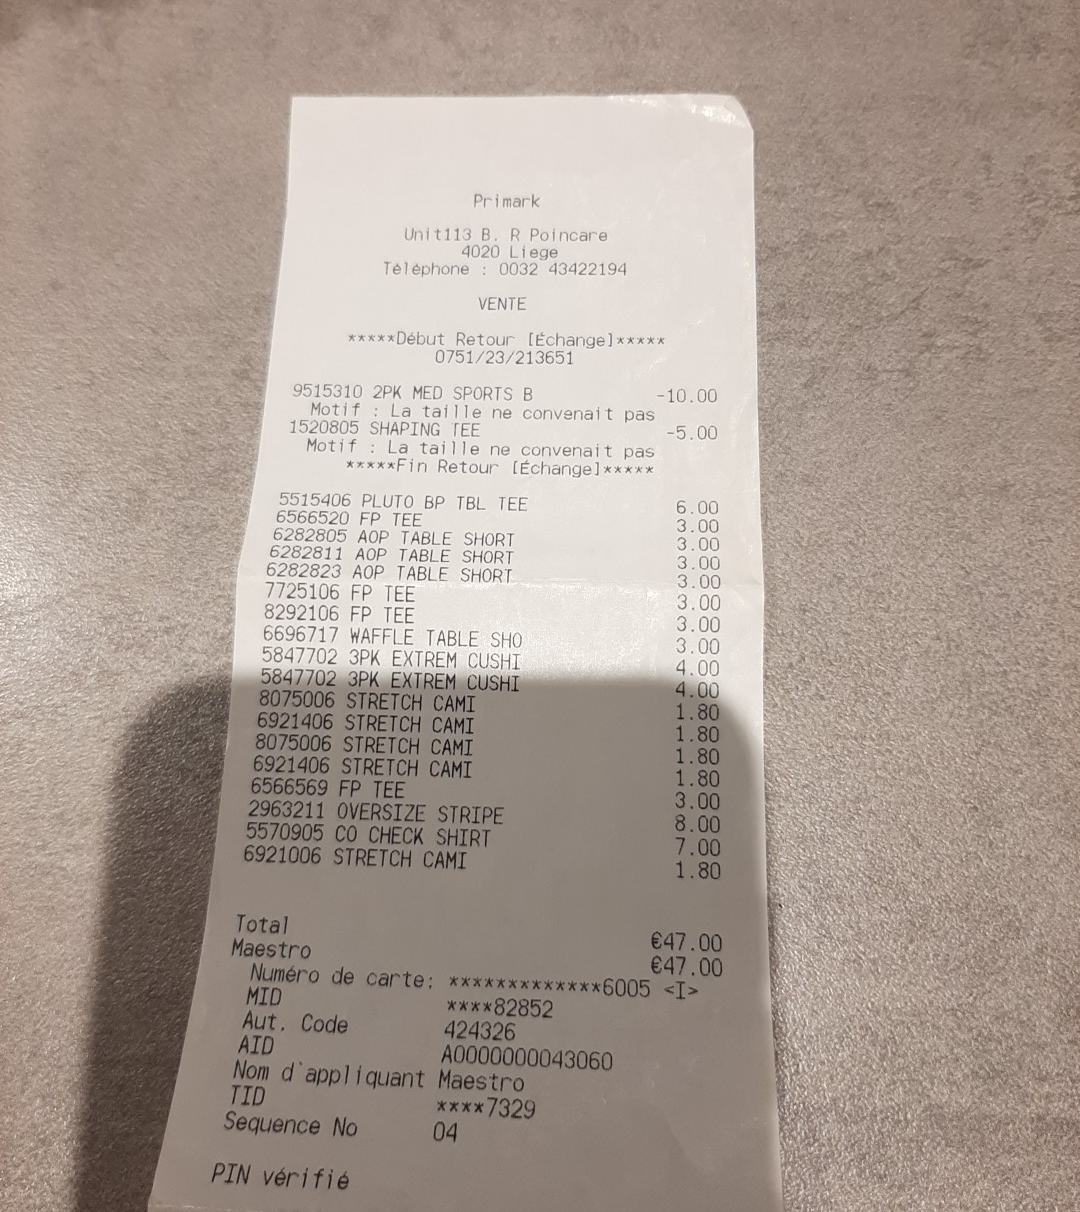 Primark
Unit113 B. R Poincare
4020 Liege
Téléphone : 0032 43422194
VENTE
*****Début Retour [Échange]*****
0751/23/213651
9515310 2PK MED SPORTS B -10.00
Motif : La taille ne convenait pas
1520805 SHAPING TEE -5.00
Motif : La taille ne convenait pas
*****Fin Retour [Échange]*****
5515406 PLUTO BP TBL TEE 6.00
6566520 FP TEE 3.00
6282805 AOP TABLE SHORT 3.00
6282811 AOP TABLE SHORT 3.00
6282823 AOP TABLE SHORT 3.00
7725106 FP TEE 3.00
8292106 FP TEE 3.00
6696717 WAFFLE TABLE SHO 3.00
5847702 3PK EXTREM CUSHI 4.00
5847702 3PK EXTREM CUSHI 4.00
8075006 STRETCH CAMI 1.80
6921406 STRETCH CAMI 1.80
8075006 STRETCH CAMI 1.80
6921406 STRETCH CAMI 1.80
6566569 FP TEE 3.00
2963211 OVERSIZE STRIPE 8.00
5570905 CO CHECK SHIRT 7.00
6921006 STRETCH CAMI 1.80
Total €47.00
Maestro €47.00
Numéro de carte: *************6005 <I>
MID ****82852
Aut. Code 424326
AID A0000000043060
Nom d'appliquant Maestro
TID ****7329
Sequence No 04
PIN vérifié